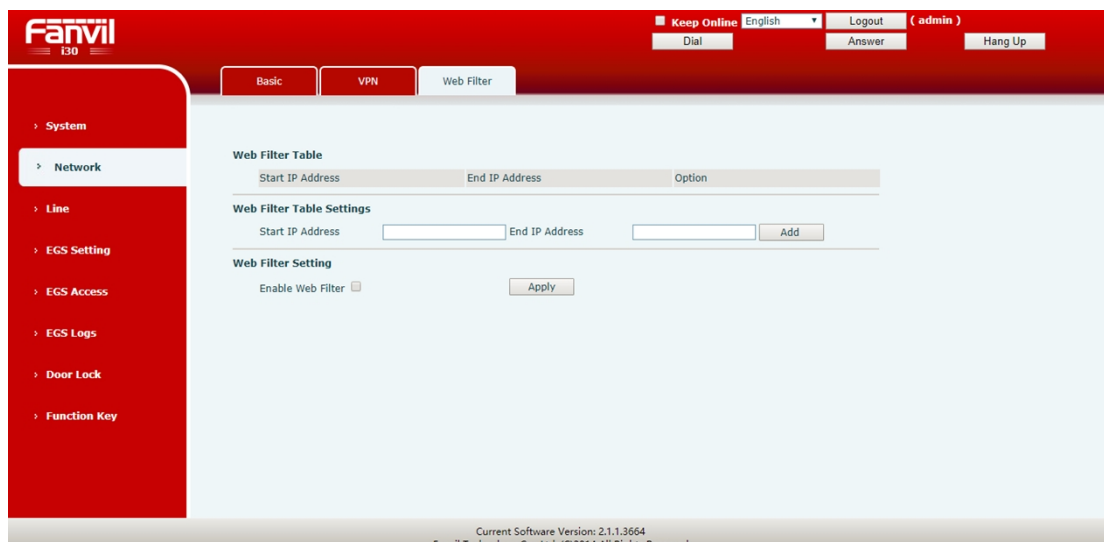 Fanvil
i30
Keep Online English Logout ( admin )
Dial Answer Hang Up
Basic VPN Web Filter
System
Network
Line
EGS Setting
EGS Access
EGS Logs
Door Lock
Function Key
Web Filter Table
Start IP Address End IP Address Option
Web Filter Table Settings
Start IP Address End IP Address Add
Web Filter Setting
Enable Web Filter Apply
Current Software Version: 2.1.1.3664